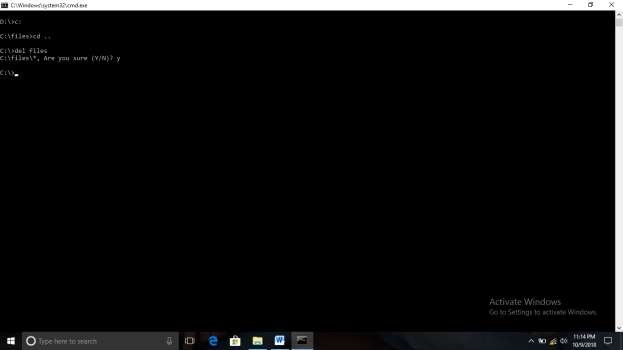 C:\Windows\system32\cmd.exe
D:\>c:
C:\files>cd ..
C:\>del files
C:\files\*, Are you sure (Y/N)? y
C:\>
Activate Windows
Go to Settings to activate Windows.
Type here to search
11:14 PM
10/9/2018